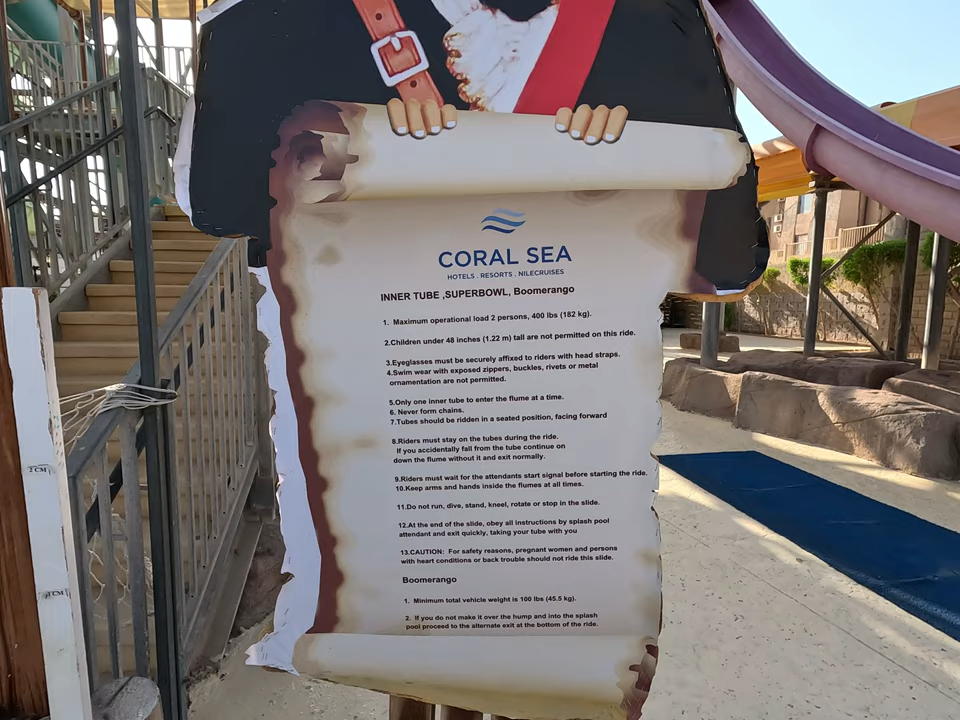 CORAL SEA
HOTELS . RESORTS . NILECRUISES
INNER TUBE ,SUPERBOWL, Boomerango
1. Maximum operational load 2 persons, 400 lbs (182 kg).
2.Children under 48 inches (1.22 m) tall are not permitted on this ride.
3.Eyeglasses must be securely affixed to riders with head straps.
4.Swim wear with exposed zippers, buckles, rivets or metal
ornamentation are not permitted.
5.Only one inner tube to enter the flume at a time.
6. Never form chains.
7.Tubes should be ridden in a seated position, facing forward
8.Riders must stay on the tubes during the ride.
If you accidentally fall from the tube continue on
down the flume without it and exit normally.
9.Riders must wait for the attendants start signal before starting the ride.
10.Keep arms and hands inside the flumes at all times.
11.Do not run, dive, stand, kneel, rotate or stop in the slide.
12.At the end of the slide, obey all instructions by splash pool
attendant and exit quickly, taking your tube with you
13.CAUTION: For safety reasons, pregnant women and persons
with heart conditions or back trouble should not ride this slide.
Boomerango
1. Minimum total vehicle weight is 100 lbs (45.5 kg).
2. If you do not make it over the hump and into the splash
pool proceed to the alternate exit at the bottom of the ride.